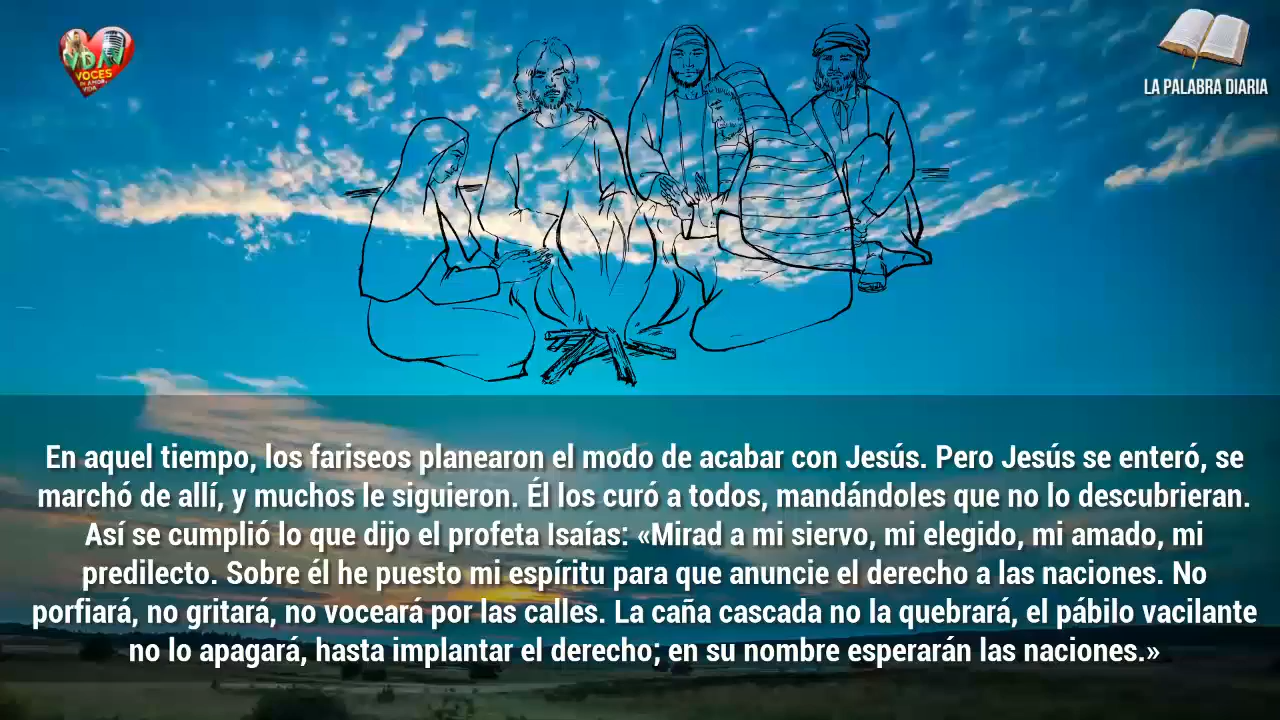 VDA
VOCES
DE AMOR,
VIDA
LA PALABRA DIARIA
En aquel tiempo, los fariseos planearon el modo de acabar con Jesús. Pero Jesús se enteró, se
marchó de allí, y muchos le siguieron. Él los curó a todos, mandándoles que no lo descubrieran.
Así se cumplió lo que dijo el profeta Isaías: «Mirad a mi siervo, mi elegido, mi amado, mi
predilecto. Sobre él he puesto mi espíritu para que anuncie el derecho a las naciones. No
porfiará, no gritará, no voceará por las calles. La caña cascada no la quebrará, el pábilo vacilante
no lo apagará, hasta implantar el derecho; en su nombre esperarán las naciones.»